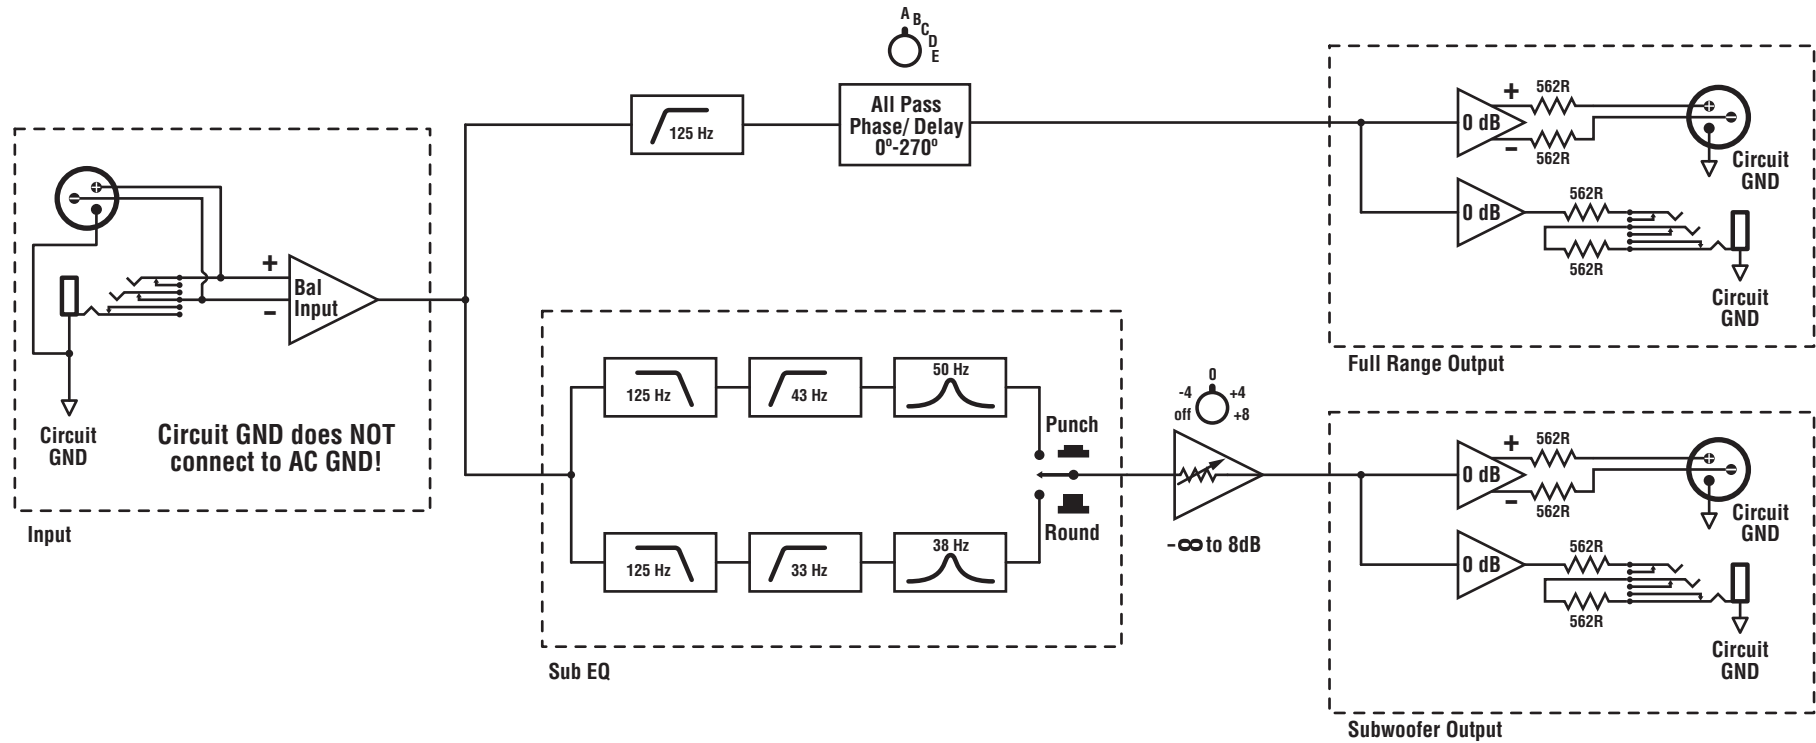 A
B
C
D
E
125 Hz
All Pass
Phase/ Delay
0º-270º
+
-
Bal
Input
Circuit
GND
Circuit GND does NOT
connect to AC GND!
Input
125 Hz
43 Hz
50 Hz
Punch
125 Hz
33 Hz
38 Hz
Round
Sub EQ
0
-4
+4
off
+8
-∞ to 8dB
0 dB
+
-
562R
562R
Circuit
GND
0 dB
562R
562R
Circuit
GND
Full Range Output
0 dB
+
-
562R
562R
Circuit
GND
0 dB
562R
562R
Circuit
GND
Subwoofer Output